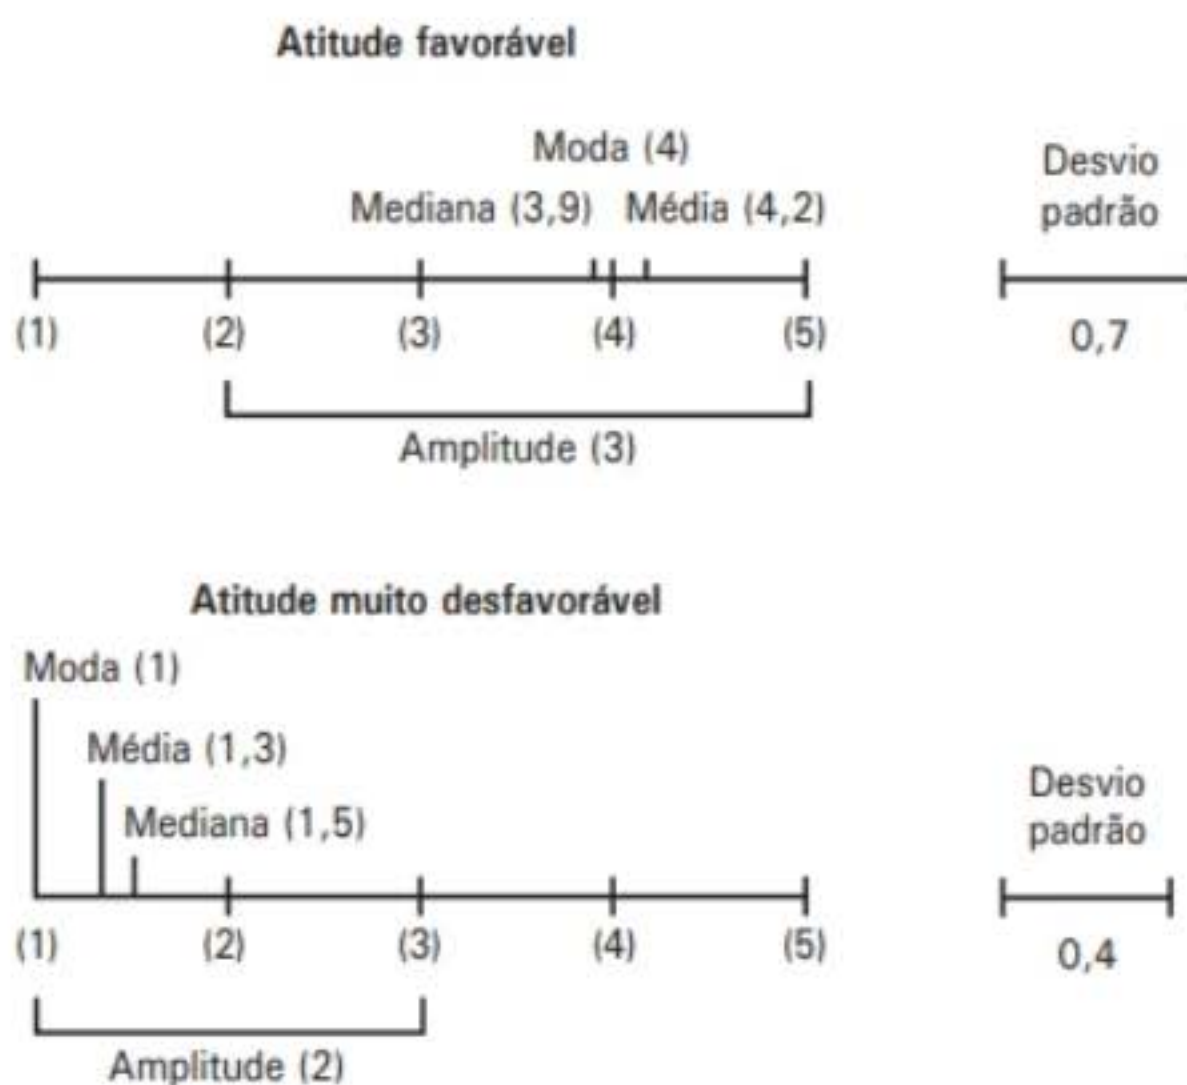 Atitude favorável
Moda (4)
Mediana (3,9) Média (4,2)
Desvio
padrão
(1) (2) (3) (4) (5)
0,7
Amplitude (3)
Atitude muito desfavorável
Moda (1)
Média (1,3)
Mediana (1,5)
Desvio
padrão
(1) (2) (3) (4) (5)
0,4
Amplitude (2)